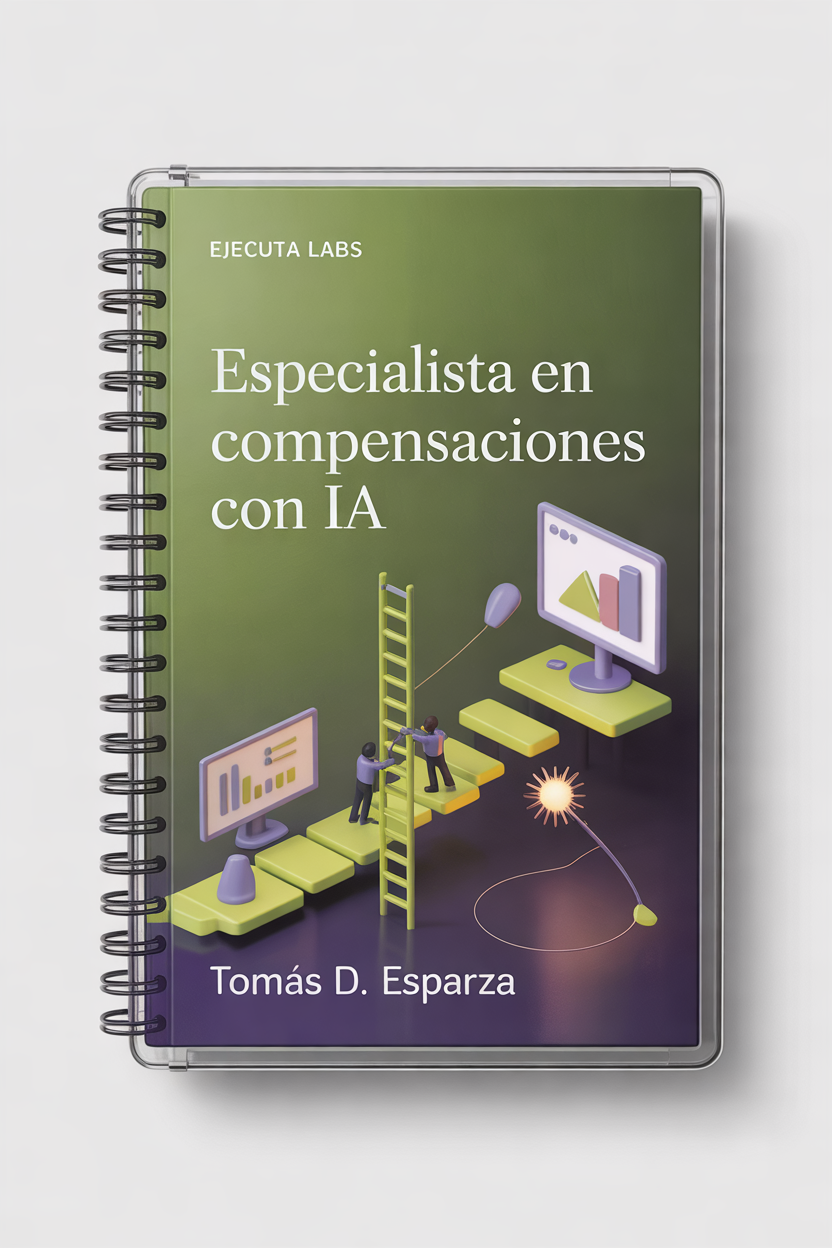 EJECUTA LABS
Especialista en
compensaciones
con IA
Tomás D. Esparza